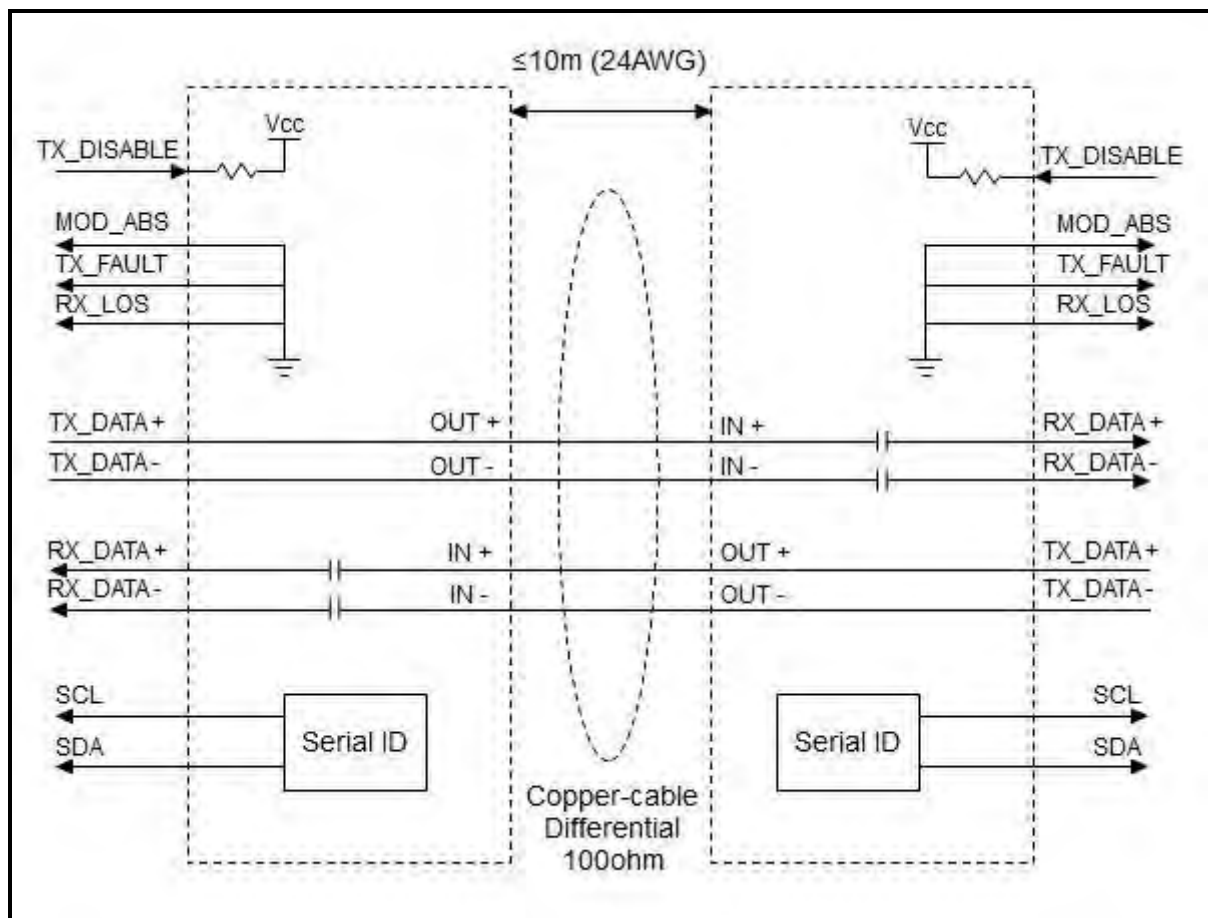 ≤10m (24AWG)
Vcc
Vcc
TX_DISABLE
TX_DISABLE
MOD_ABS
MOD_ABS
TX_FAULT
TX_FAULT
RX_LOS
RX_LOS
TX_DATA+
OUT +
IN +
RX_DATA+
TX_DATA-
OUT -
IN -
RX_DATA-
RX_DATA+
IN +
OUT +
TX_DATA+
RX_DATA-
IN -
OUT -
TX_DATA-
SCL
SCL
Serial ID
Serial ID
SDA
SDA
Copper-cable
Differential
100ohm